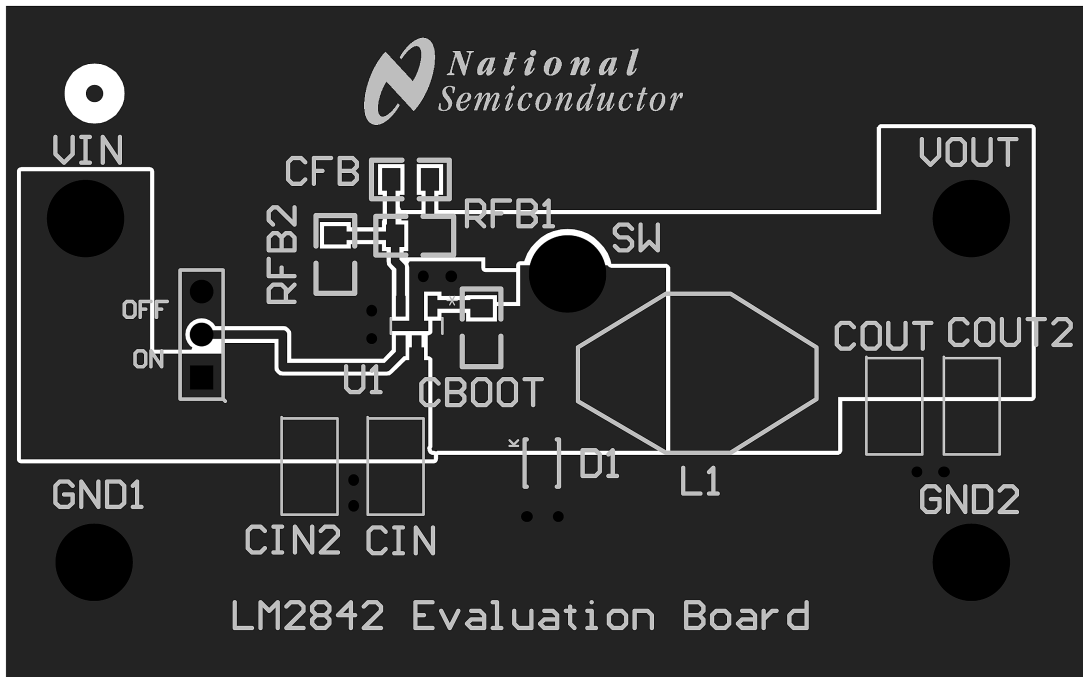 National
Semiconductor
VIN
VOUT
CFB
RFB1
RFB2
SW
OFF
ON
x
COUT
COUT2
U1
CBOOT
K
D1
L1
GND1
GND2
CIN2
CIN
LM2842 Evaluation Board